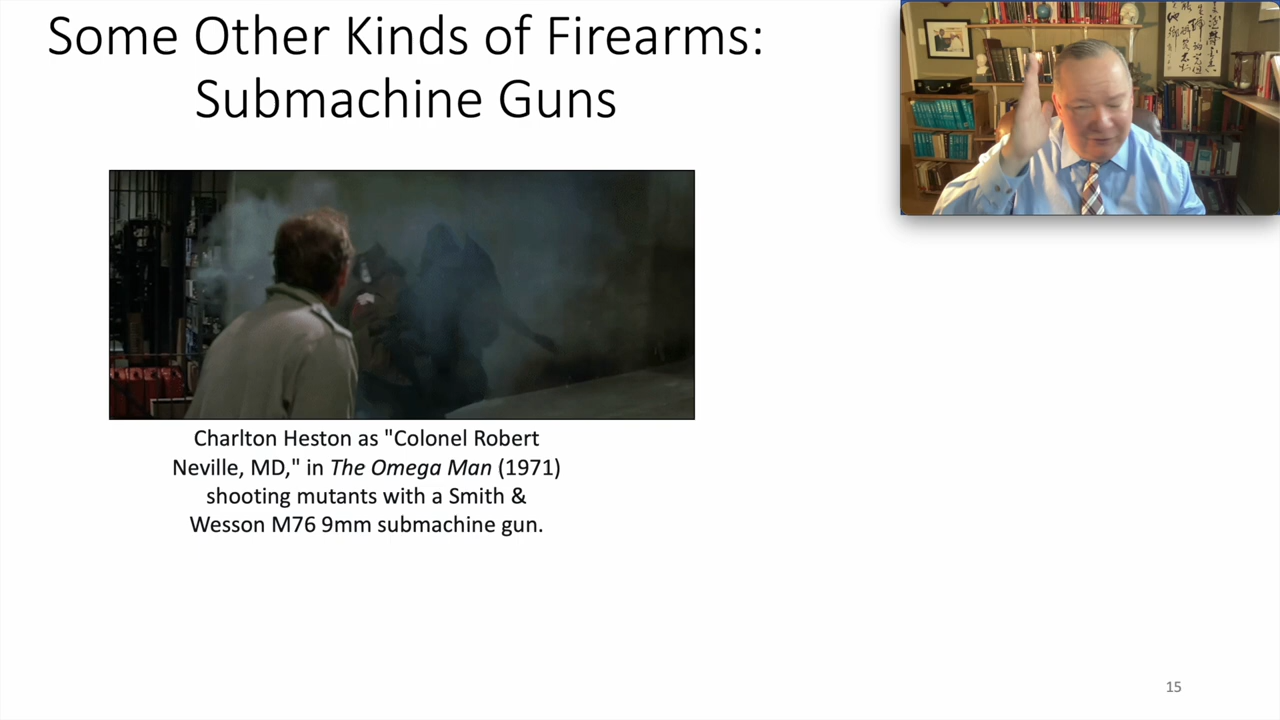 Some Other Kinds of Firearms:
Submachine Guns
Charlton Heston as "Colonel Robert
Neville, MD," in The Omega Man (1971)
shooting mutants with a Smith &
Wesson M76 9mm submachine gun.
15